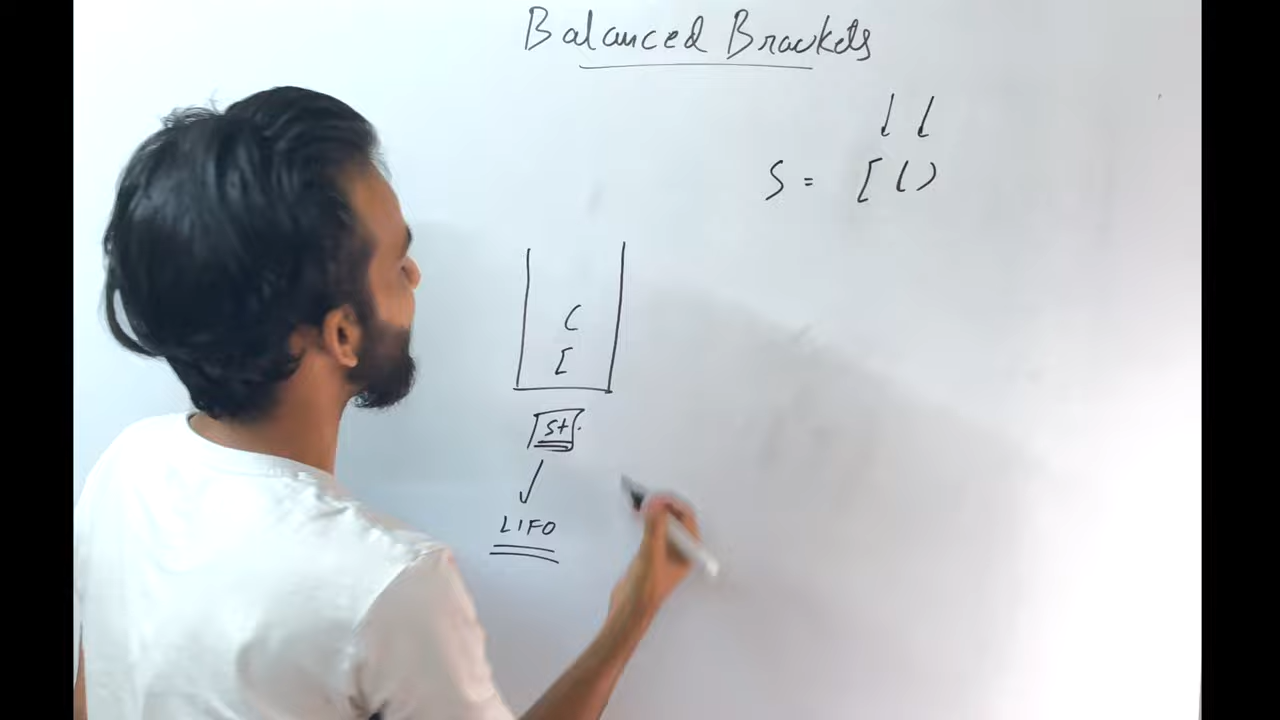 Balanced Brackets
S = [ ( )
(
[
st
LIFO